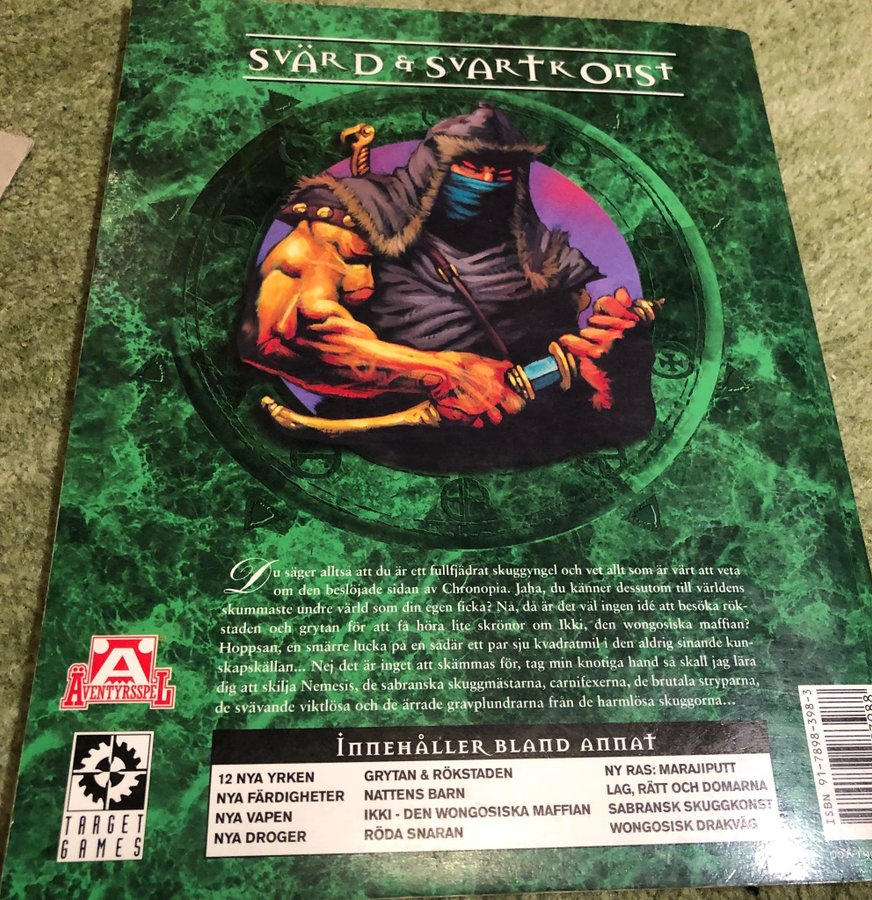 SVÄRD & SVARTKONST
Du säger alltså att du är ett fullfjädrat skuggyngel och vet allt som är värt att veta
om den beslöjade sidan av Chronopia. Jaha, du känner dessutom till världens
skummaste undre värld som din egen ficka? Nå, då är det väl ingen idé att besöka rök-
staden och grytan för att få höra lite skrönor om Ikki, den wongosiska maffian?
Hoppsan, en smärre lucka på en sådär ett par sju kvadratmil i den aldrig sinande kun-
skapskällan... Nej det är inget att skämmas för, tag min knotiga hand så skall jag lära
dig att skilja Nemesis, de sabranska skuggmästarna, carnifexerna, de brutala stryparna,
de svävande viktlösa och de ärrade gravplundrarna från de harmlösa skuggorna...
ÄVENTYRSSPEL
TARGET
GAMES
INNEHÅLLER BLAND ANNAT
12 NYA YRKEN
NYA FÄRDIGHETER
NYA VAPEN
NYA DROGER
GRYTAN & RÖKSTADEN
NATTENS BARN
IKKI - DEN WONGOSISKA MAFFIAN
RÖDA SNARAN
NY RAS: MARAJIPUTT
LAG, RÄTT OCH DOMARNA
SABRANSK SKUGGKONST
WONGOSISK DRAKVÄG
ISBN 91-7898-398-3